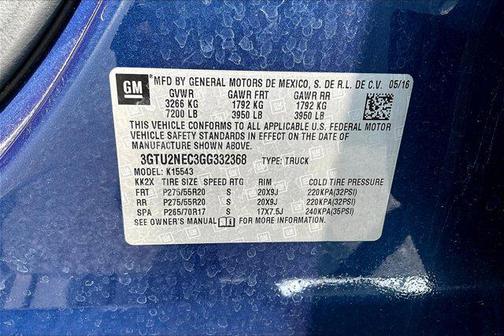 GM
MFD BY GENERAL MOTORS DE MEXICO, S. DE R.L. DE C.V. 05/16
GVWR GAWR FRT GAWR RR
3266 KG 1792 KG 1792 KG
7200 LB 3950 LB 3950 LB
THIS VEHICLE CONFORMS TO ALL APPLICABLE U.S. FEDERAL MOTOR
VEHICLE SAFETY STANDARDS IN EFFECT ON THE DATE OF
MANUFACTURE SHOWN ABOVE.
3GTU2NEC3GG332368 TYPE: TRUCK
MODEL: K15543
KK2X TIRE SIZE SPEED RTG RIM COLD TIRE PRESSURE
FRT P275/55R20 S 20X9J 220KPA(32PSI)
RR P275/55R20 S 20X9J 220KPA(32PSI)
SPA P265/70R17 S 17X7.5J 240KPA(35PSI)
SEE OWNER'S MANUAL FOR MORE INFORMATION.